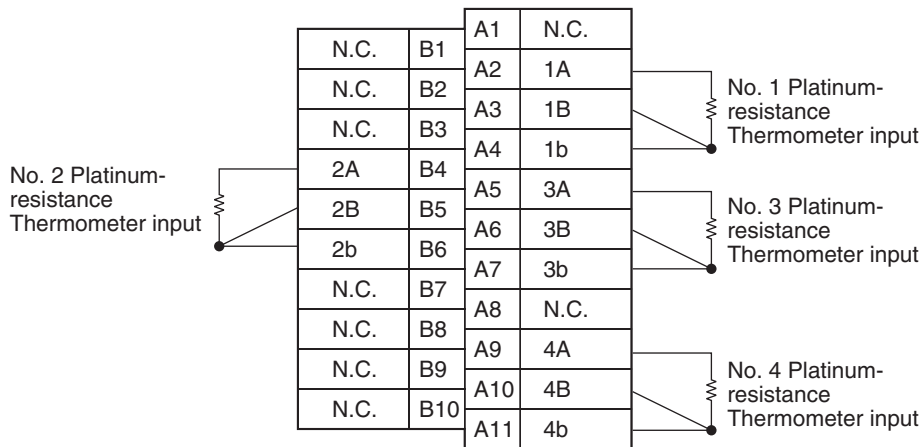 N.C. B1
N.C. B2
N.C. B3
2A B4
2B B5
2b B6
N.C. B7
N.C. B8
N.C. B9
N.C. B10
A1 N.C.
A2 1A
A3 1B
A4 1b
A5 3A
A6 3B
A7 3b
A8 N.C.
A9 4A
A10 4B
A11 4b
No. 2 Platinum-
resistance
Thermometer input
No. 1 Platinum-
resistance
Thermometer input
No. 3 Platinum-
resistance
Thermometer input
No. 4 Platinum-
resistance
Thermometer input